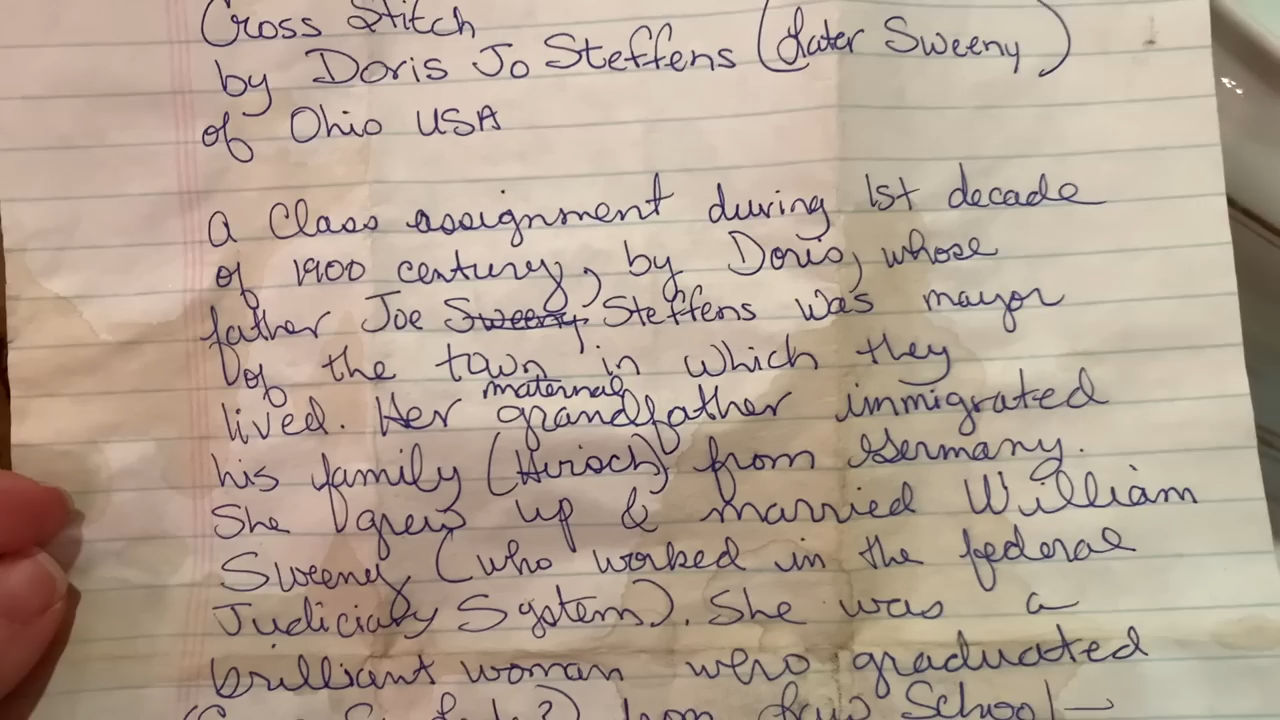 Cross Stitch
by Doris Jo Steffens (later Sweeny)
of Ohio USA
A Class assignment during 1st decade
of 1900 century, by Doris, whose
father Joe Sweeny, Steffens was mayor
of the town in which they
lived. Her maternal grandfather immigrated
his family (Hirsch) from Germany.
She grew up & married William
Sweeney (who worked in the federal
Judiciary System). She was a
brilliant woman who graduated
from School